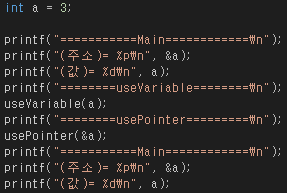 int a = 3;
printf("===========Main============₩n");
printf("(주소)= %p₩n", &a);
printf("(값)= %d₩n", a);
printf("========useVariable========₩n");
useVariable(a);
printf("========usePointer=========₩n");
usePointer(&a);
printf("===========Main============₩n");
printf("(주소)= %p₩n", &a);
printf("(값)= %d₩n", a);